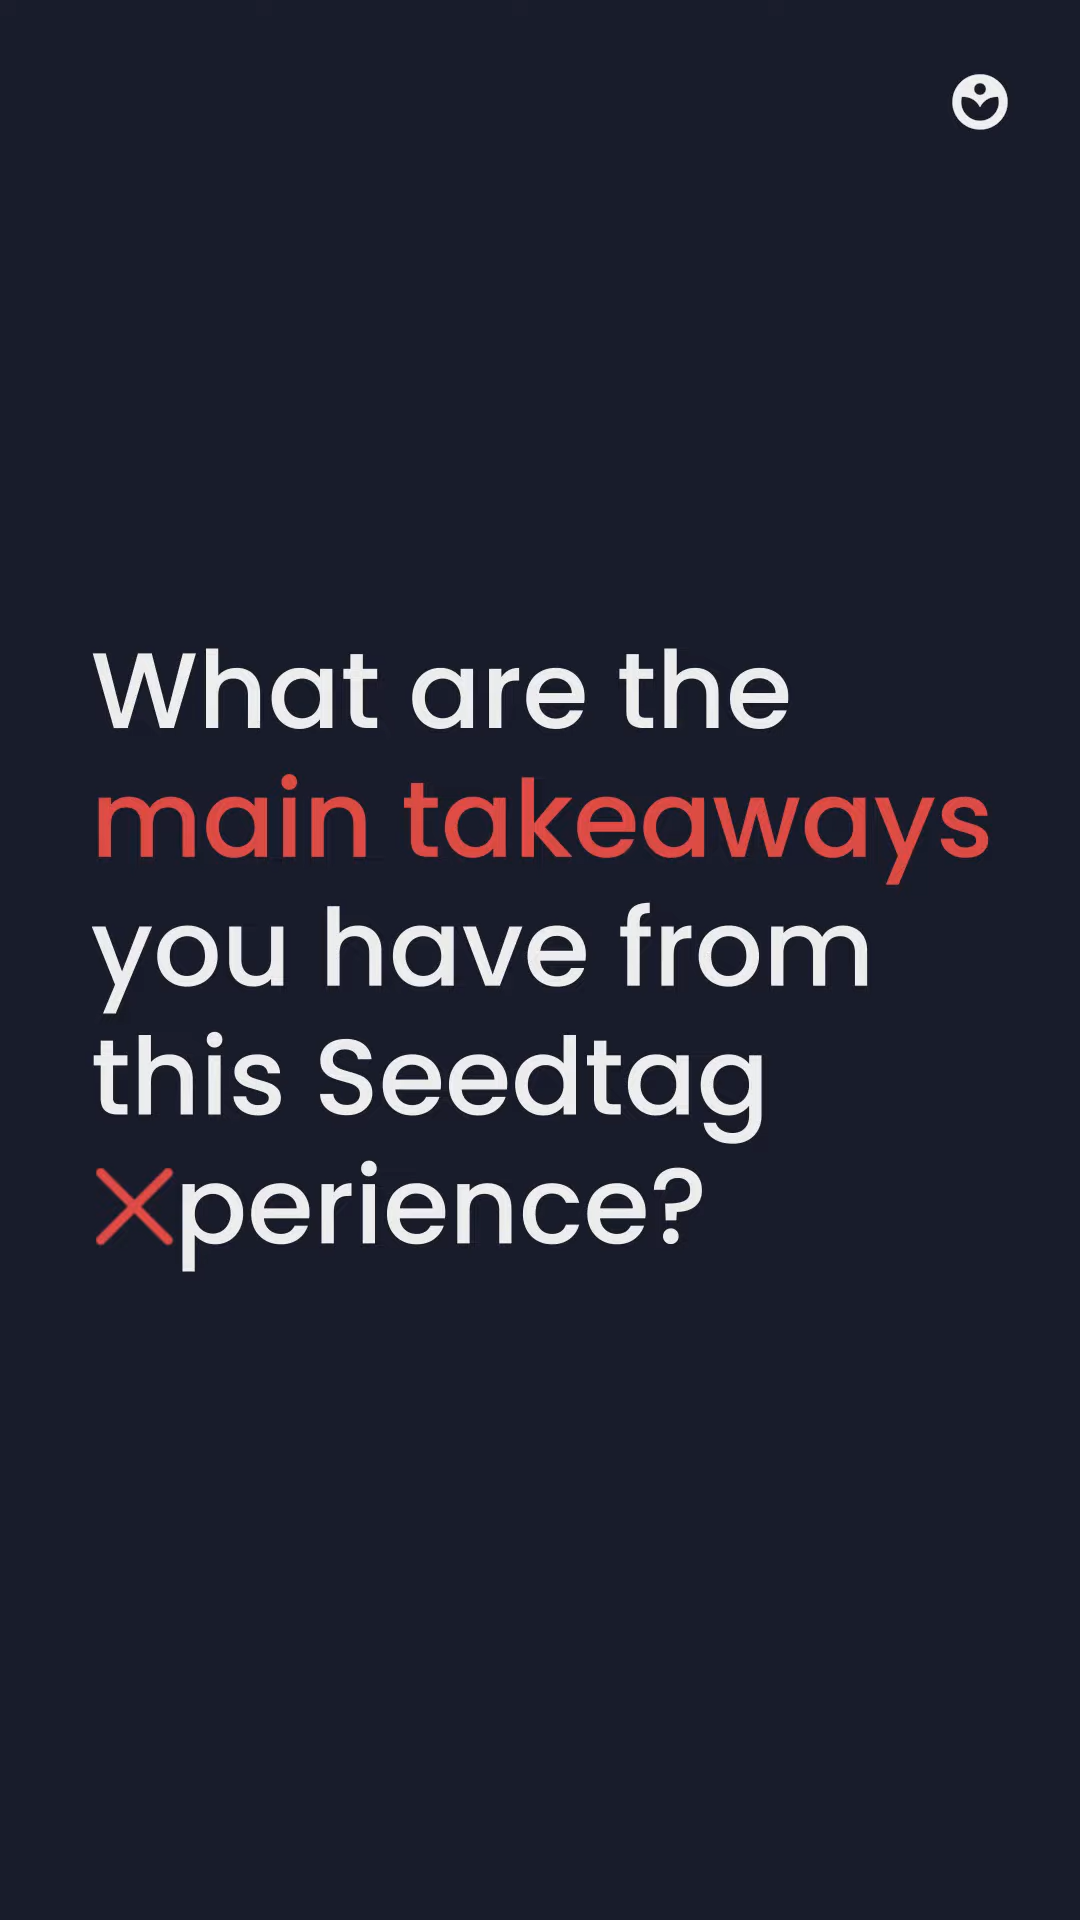 What are the
main takeaways
you have from
this Seedtag
Xperience?